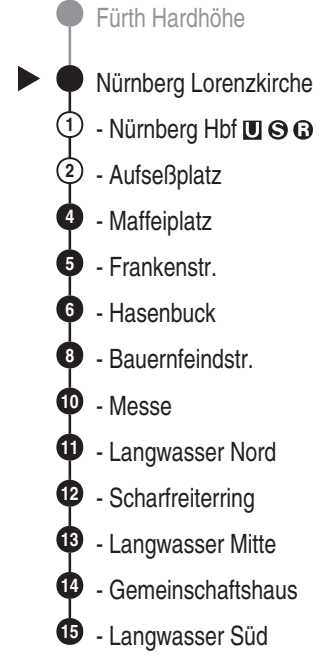 Fürth Hardhöhe
Nürnberg Lorenzkirche
1 - Nürnberg Hbf U S R
2 - Aufseßplatz
4 - Maffeiplatz
5 - Frankenstr.
6 - Hasenbuck
8 - Bauernfeindstr.
10 - Messe
11 - Langwasser Nord
12 - Scharfreiterring
13 - Langwasser Mitte
14 - Gemeinschaftshaus
15 - Langwasser Süd